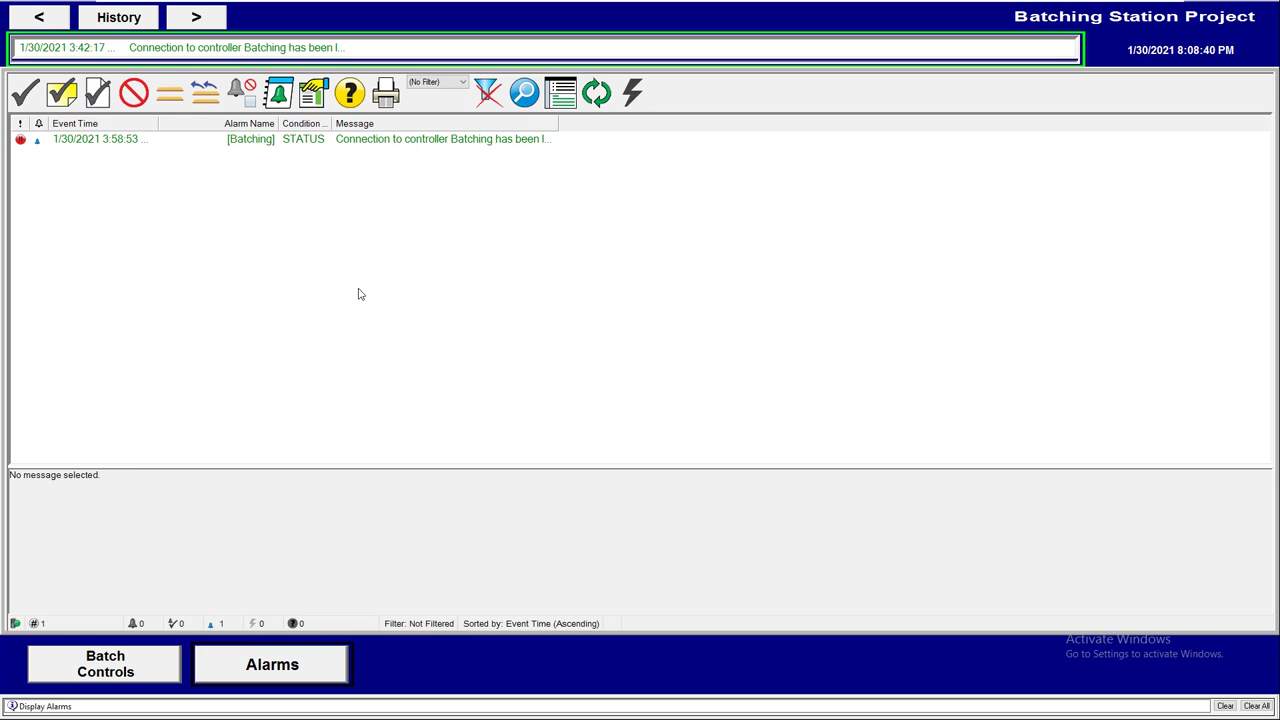 < History > Batching Station Project
1/30/2021 3:42:17 ... Connection to controller Batching has been l... 1/30/2021 8:08:40 PM
(No Filter)
! Event Time Alarm Name Condition ... Message
1/30/2021 3:58:53 ... [Batching] STATUS Connection to controller Batching has been l...
No message selected.
# 1 0 0 1 0 ? 0 Filter: Not Filtered Sorted by: Event Time (Ascending)
Batch
Controls
Alarms
Activate Windows
Go to Settings to activate Windows.
Display Alarms Clear Clear All